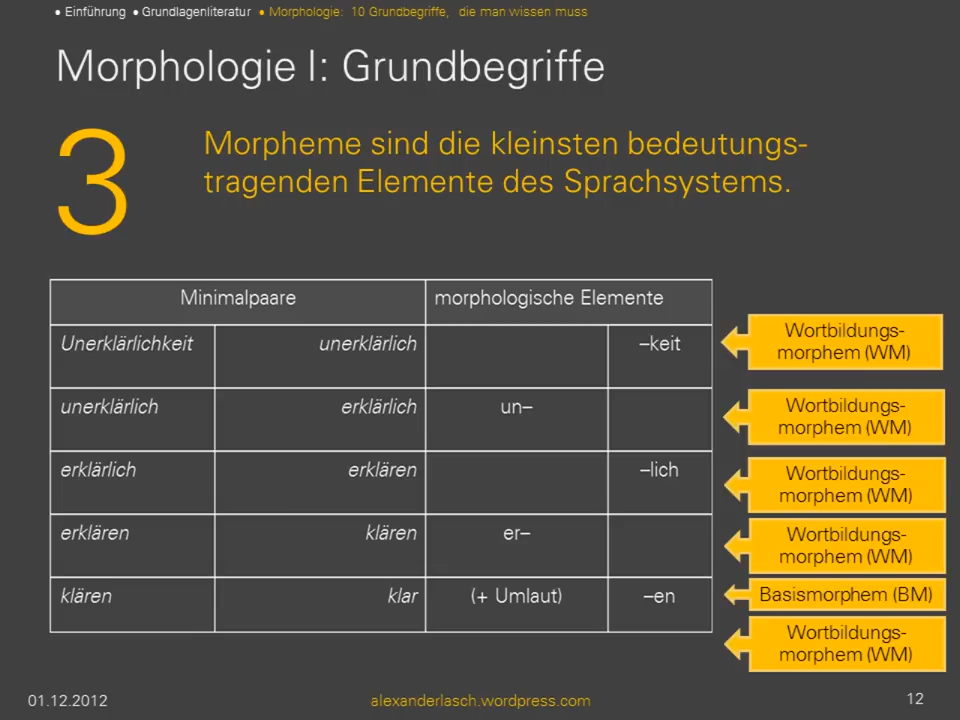 • Einführung • Grundlagenliteratur • Morphologie: 10 Grundbegriffe, die man wissen muss
Morphologie I: Grundbegriffe
3
Morpheme sind die kleinsten bedeutungs-
tragenden Elemente des Sprachsystems.
Minimalpaare morphologische Elemente
Unerklärlichkeit unerklärlich –keit
Wortbildungs-
morphem (WM)
unerklärlich erklärlich un–
Wortbildungs-
morphem (WM)
erklärlich erklären –lich
Wortbildungs-
morphem (WM)
erklären klären er–
Wortbildungs-
morphem (WM)
klären klar (+ Umlaut) –en
Basismorphem (BM)
Wortbildungs-
morphem (WM)
01.12.2012 alexanderlasch.wordpress.com 12